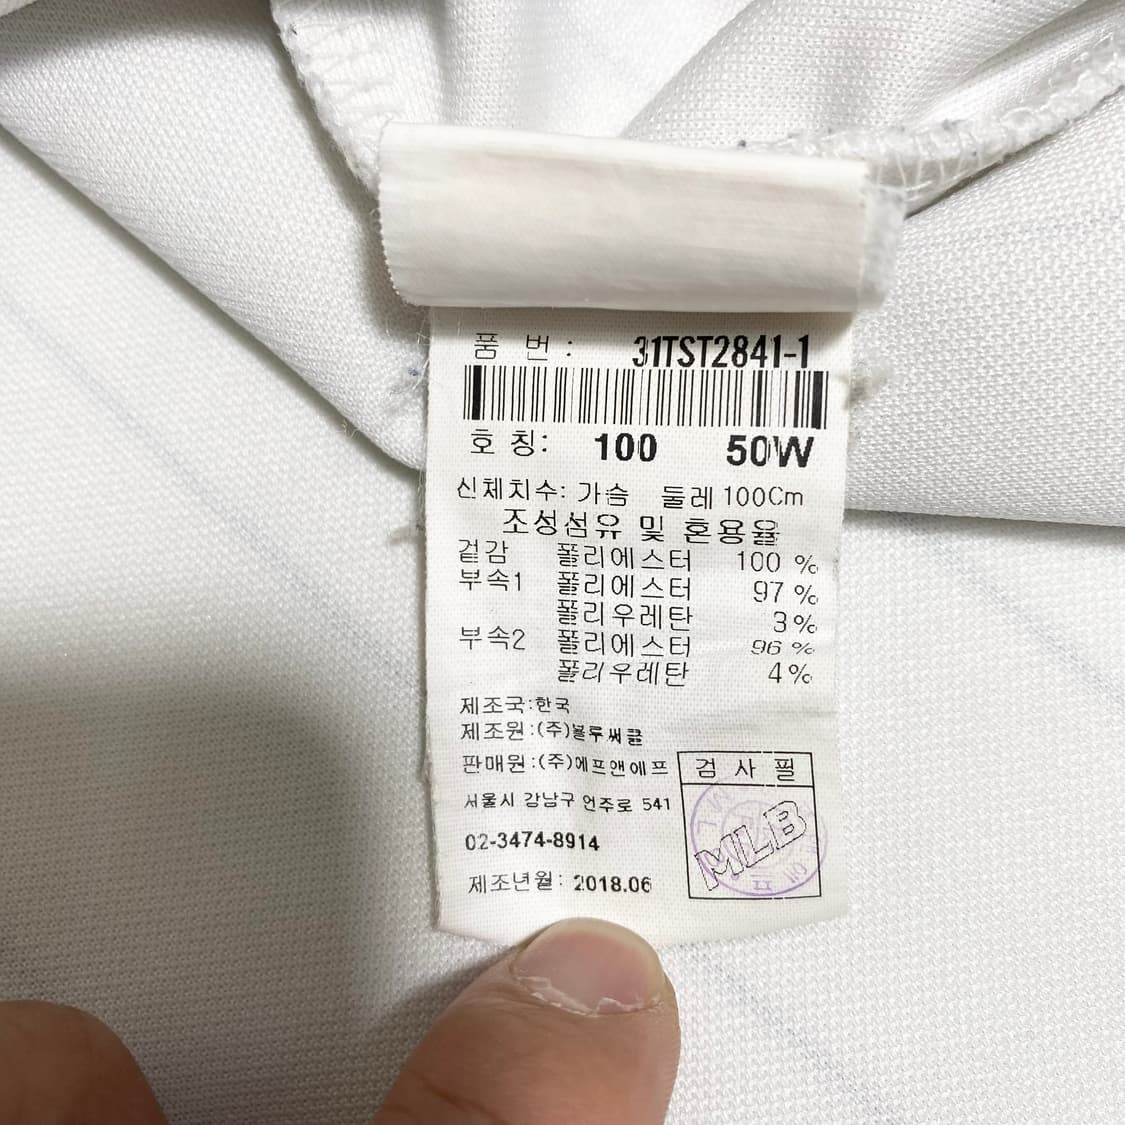 품 번 : 31TST2841-1
호 칭: 100 50W
신체치수: 가슴 둘레 100Cm
조성섬유 및 혼용율
겉감 폴리에스터 100 %
부속1 폴리에스터 97 %
폴리우레탄 3%
부속2 폴리에스터 96 %
폴리우레탄 4%
제조국:한국
제조원:(주)블루써클
판매원:(주)에프앤에프
서울시 강남구 언주로 541
02-3474-8914
제조년월: 2018.06
검 사 필
MLB